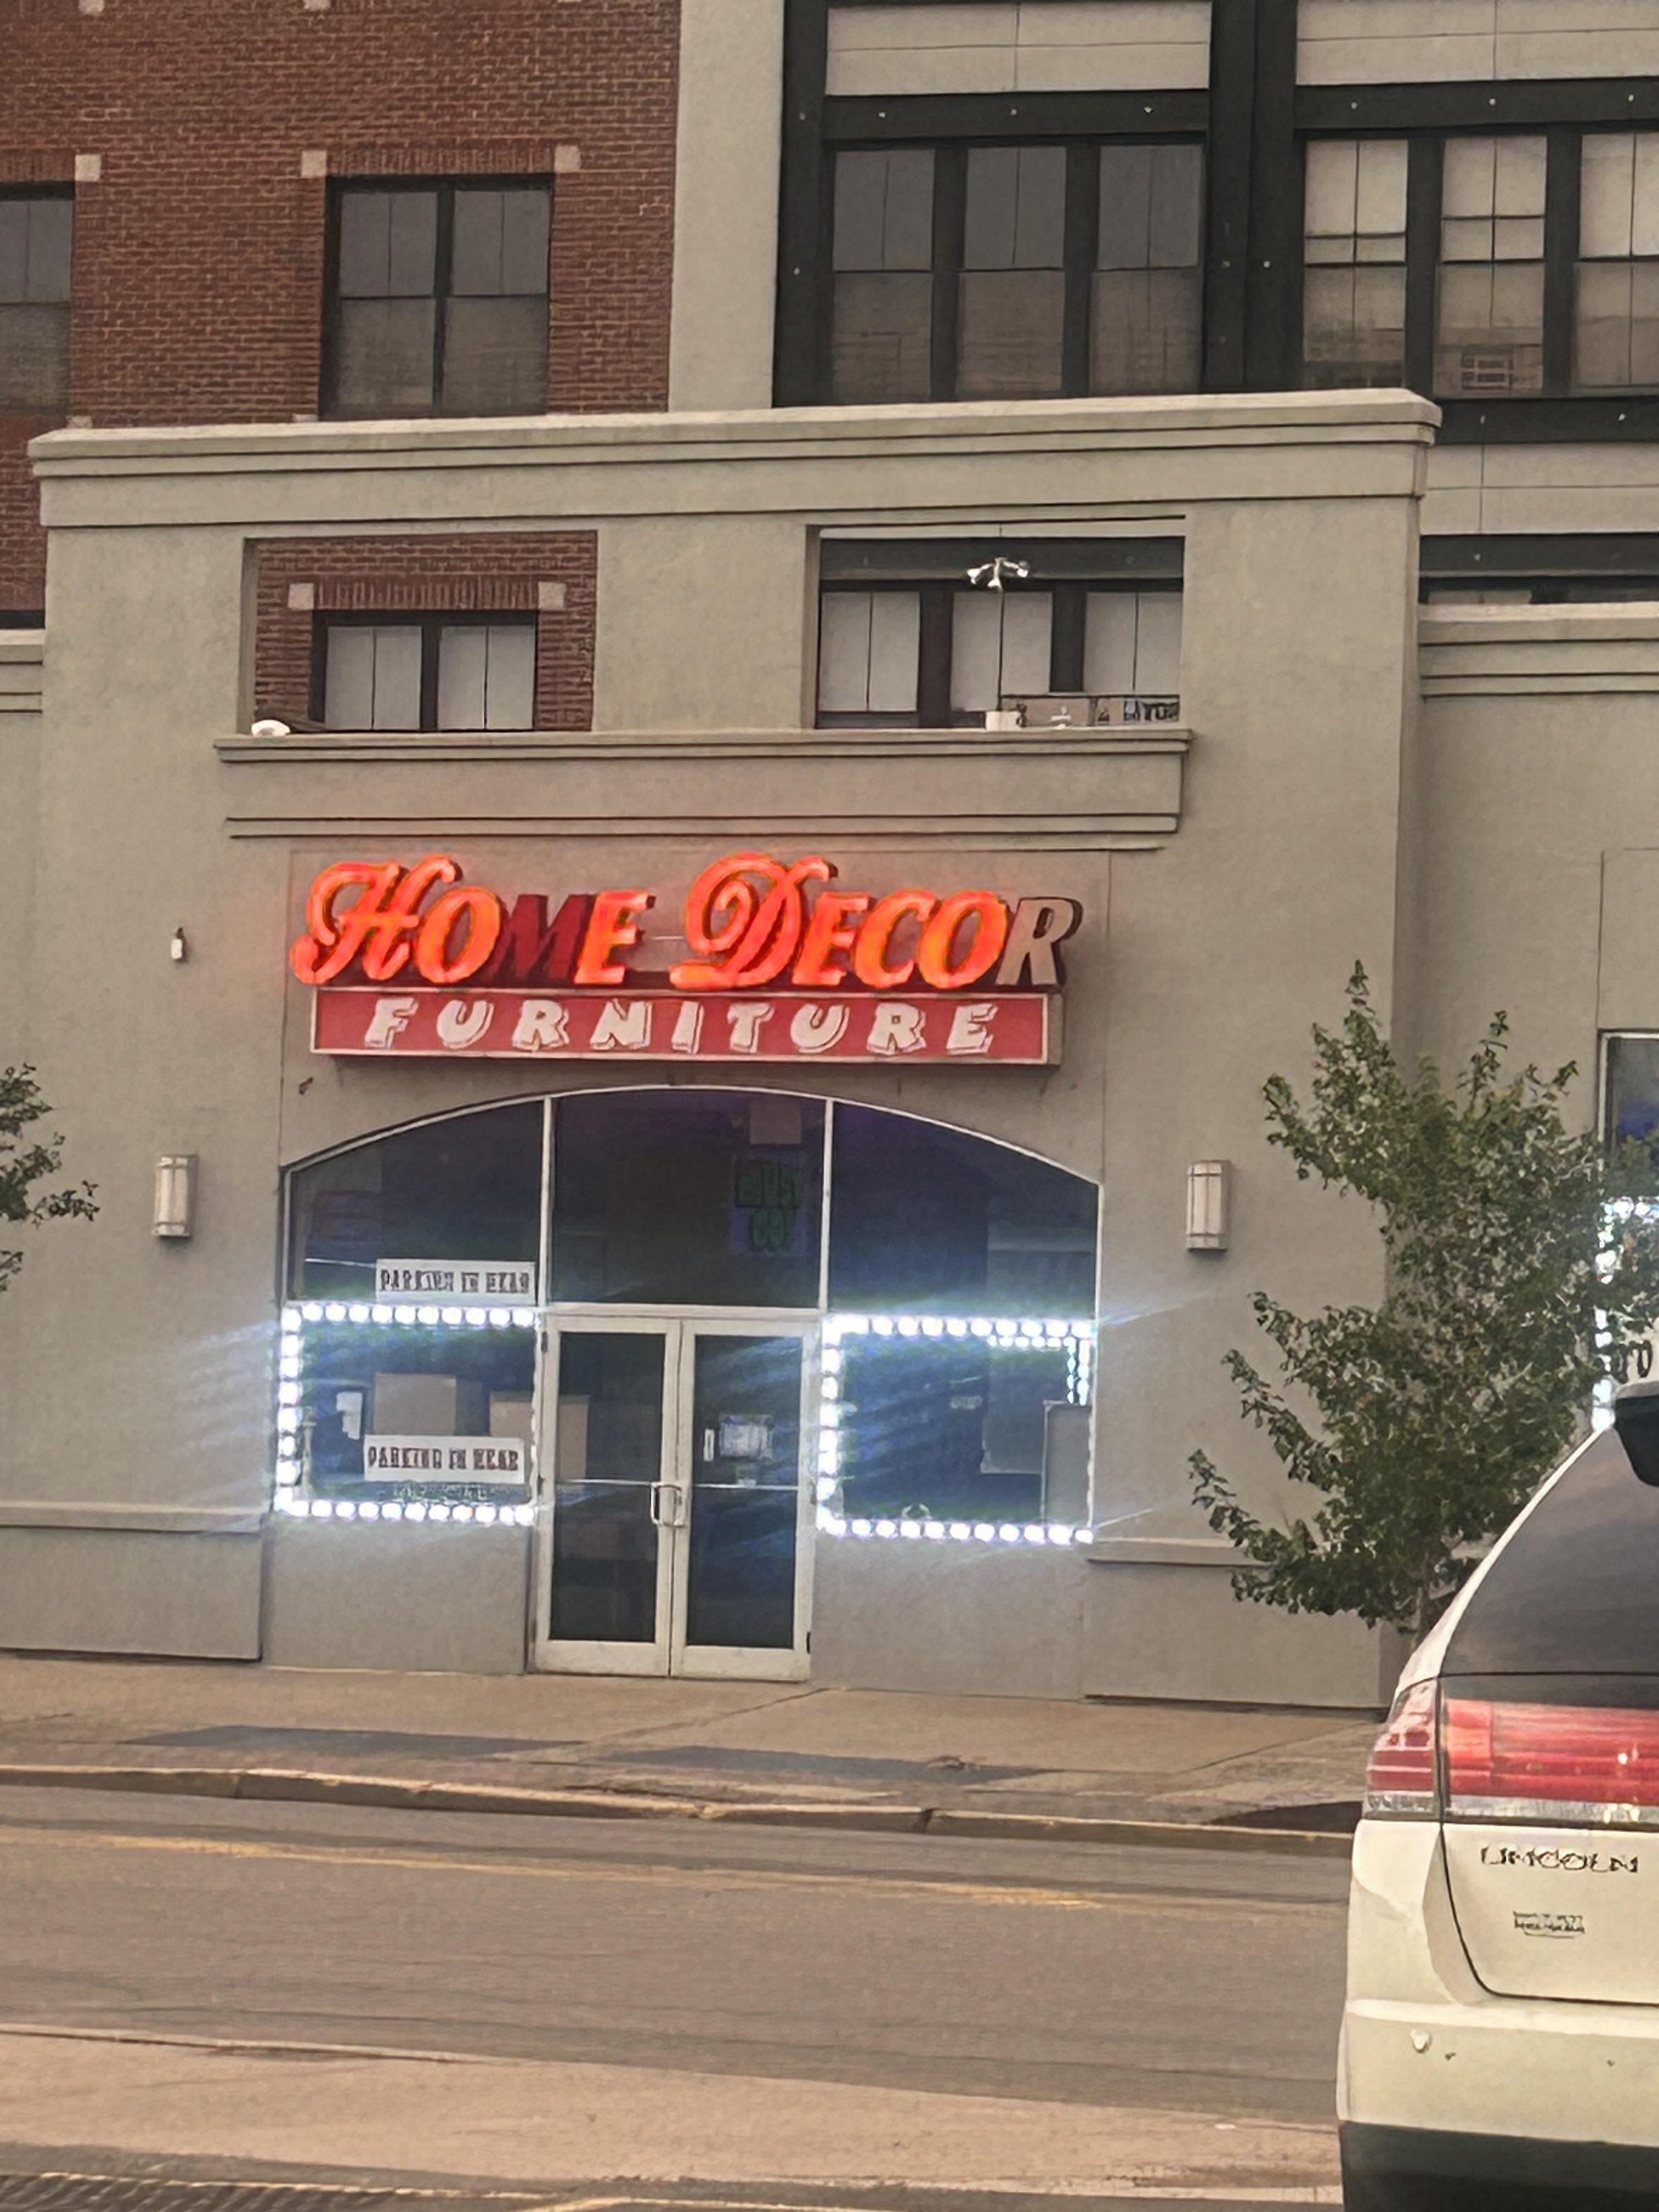 HOME DECOR
FURNITURE
PARKING IN REAR
PARKING IN REAR
LINCOLN